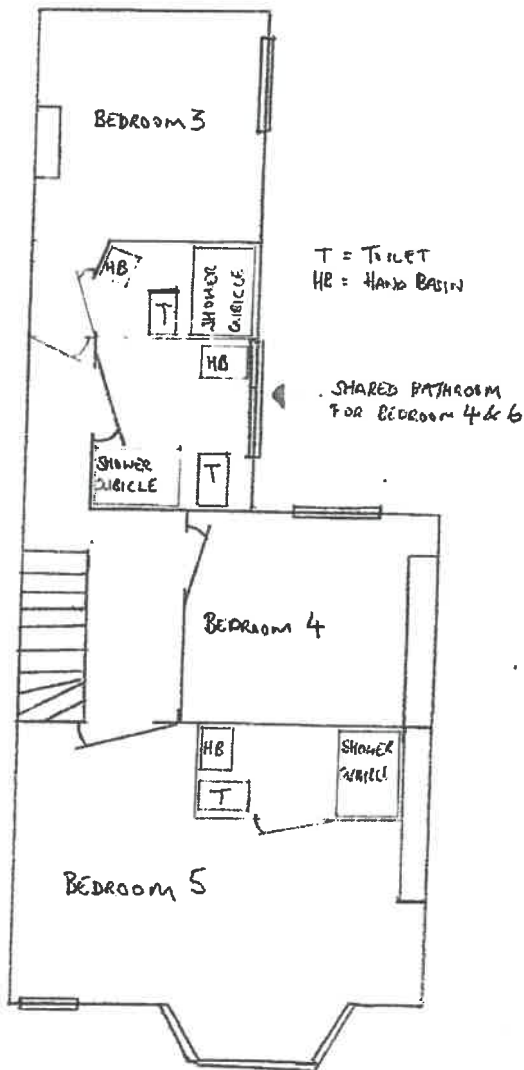 BEDROOM 3
T = TOILET
HB = HAND BASIN
HB
T
SHOWER
CUBICLE
HB
SHARED BATHROOM
FOR BEDROOM 4 & 6
SHOWER
CUBICLE
T
BEDROOM 4
HB
T
SHOWER
BEDROOM 5